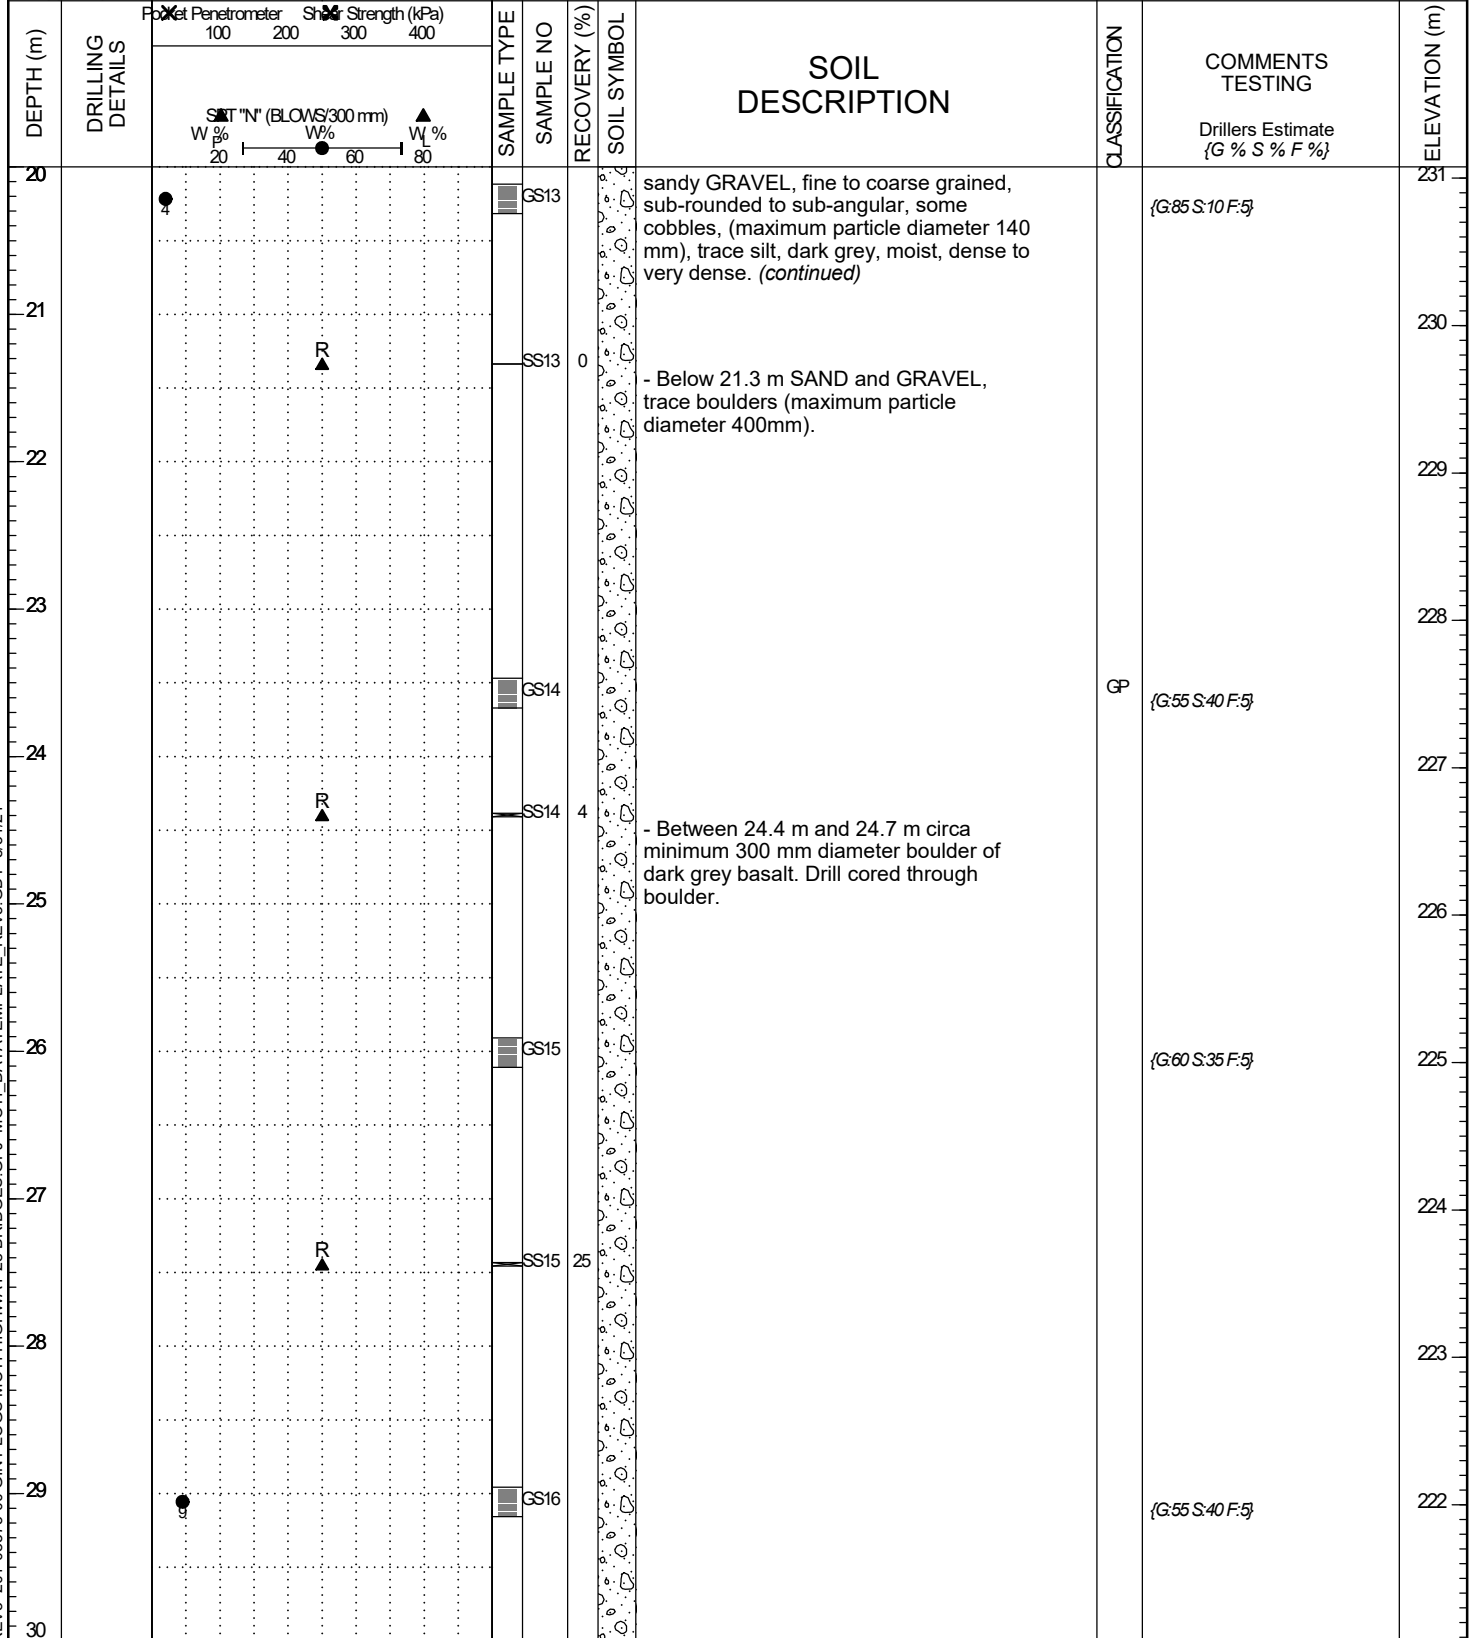 DEPTH (m)
DRILLING
DETAILS
Pocket Penetrometer Shear Strength (kPa)
100 200 300 400
SPT "N" (BLOWS/300 mm)
WP% W% WL%
20 40 60 80
SAMPLE TYPE
SAMPLE NO
RECOVERY (%)
SOIL SYMBOL
SOIL
DESCRIPTION
CLASSIFICATION
COMMENTS
TESTING
Drillers Estimate
{G % S % F %}
ELEVATION (m)
20
4
GS13
sandy GRAVEL, fine to coarse grained,
sub-rounded to sub-angular, some
cobbles, (maximum particle diameter 140
mm), trace silt, dark grey, moist, dense to
very dense. (continued)
{G:85 S:10 F:5}
231
21
230
R
SS13 0
- Below 21.3 m SAND and GRAVEL,
trace boulders (maximum particle
diameter 400mm).
22
229
23
228
GS14
GP
{G:55 S:40 F:5}
24
227
R
SS14 4
- Between 24.4 m and 24.7 m circa
minimum 300 mm diameter boulder of
dark grey basalt. Drill cored through
boulder.
25
226
26
GS15
{G:60 S:35 F:5}
225
27
224
R
SS15 25
28
223
29
9
GS16
{G:55 S:40 F:5}
222
30